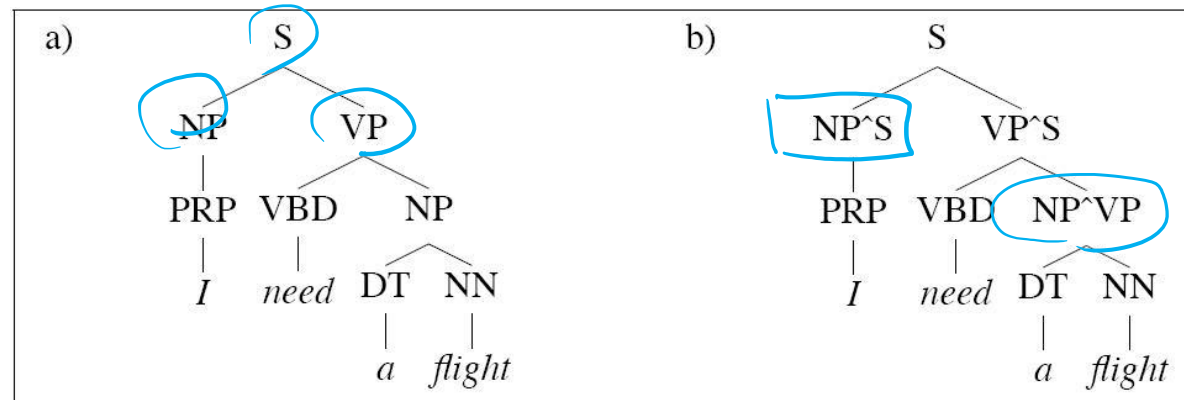 a) S b) S
NP VP NP^S VP^S
PRP VBD NP PRP VBD NP^VP
I need DT NN I need DT NN
a flight a flight